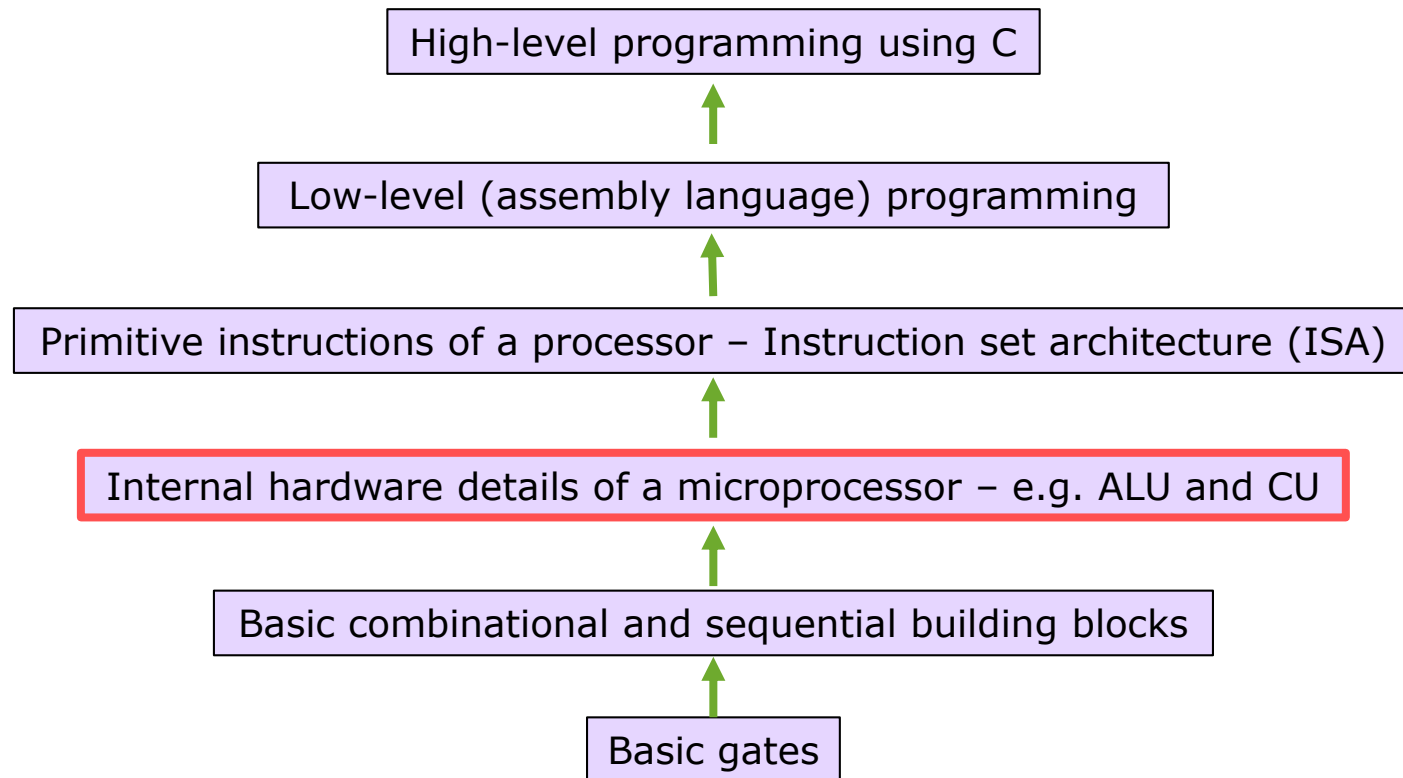 High-level programming using C
Low-level (assembly language) programming
Primitive instructions of a processor – Instruction set architecture (ISA)
Internal hardware details of a microprocessor – e.g. ALU and CU
Basic combinational and sequential building blocks
Basic gates